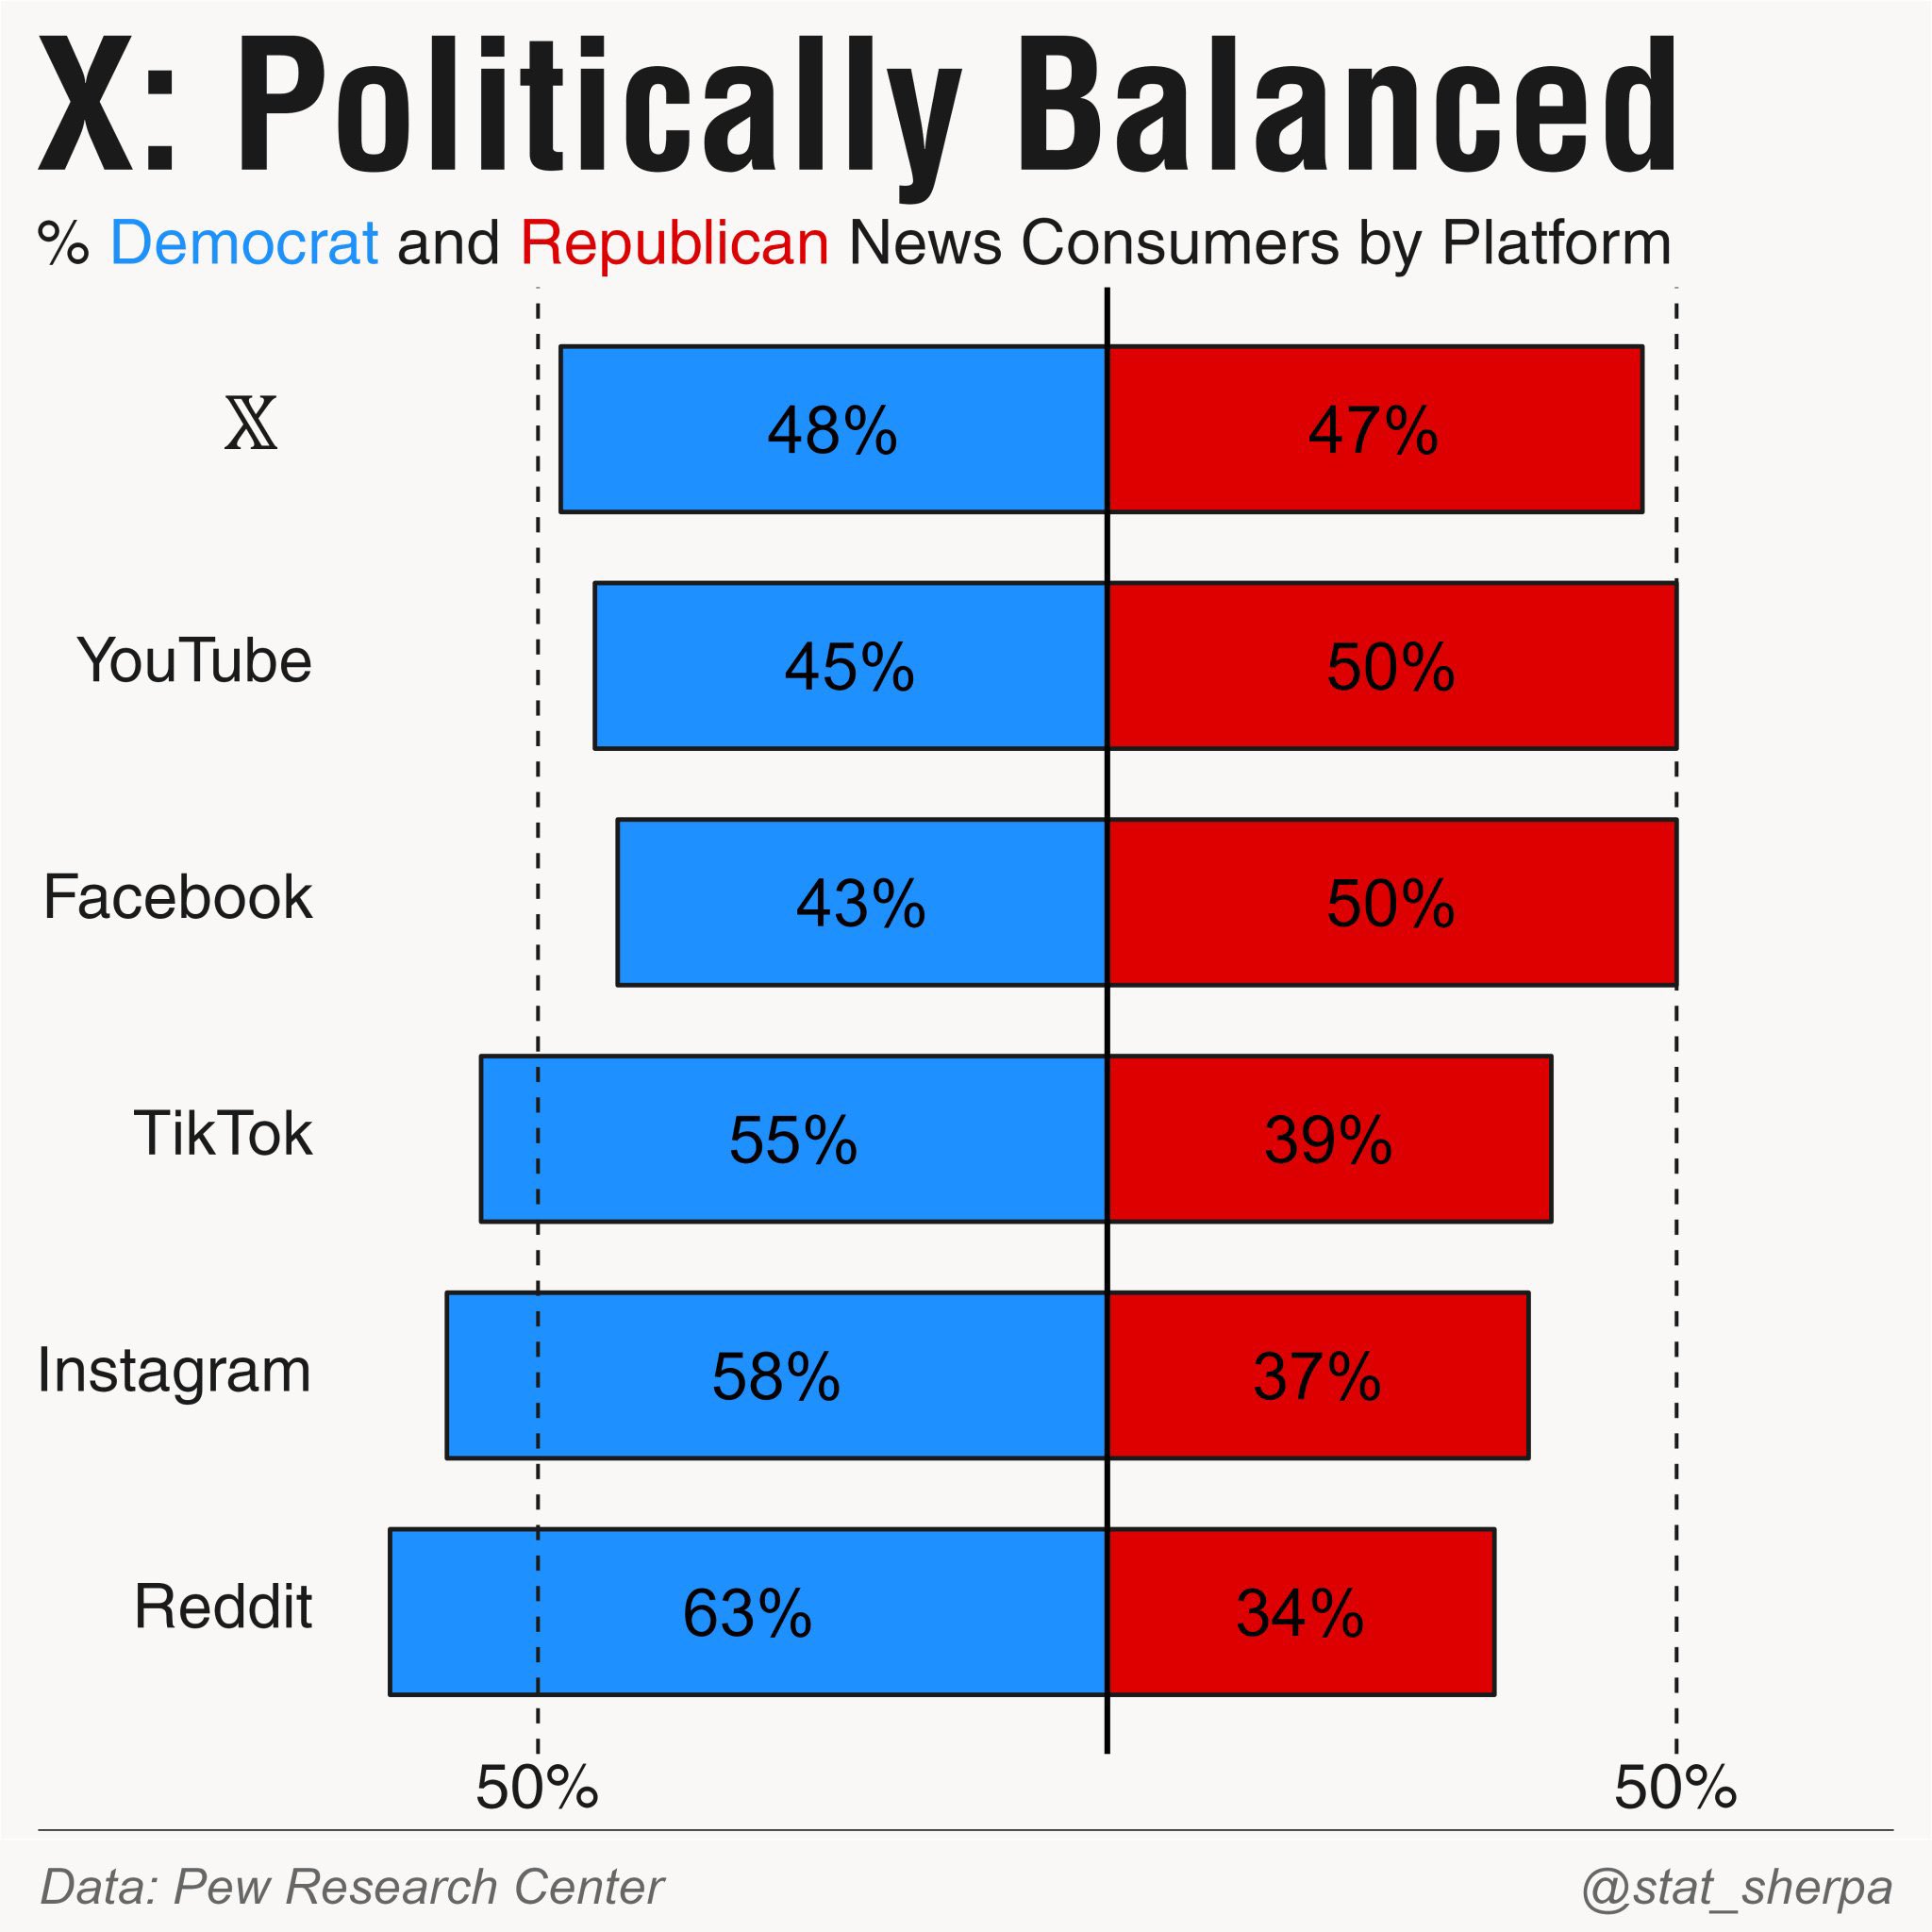 X: Politically Balanced
% Democrat and Republican News Consumers by Platform
𝕏 48% 47%
YouTube 45% 50%
Facebook 43% 50%
TikTok 55% 39%
Instagram 58% 37%
Reddit 63% 34%
50% 50%
Data: Pew Research Center @stat_sherpa